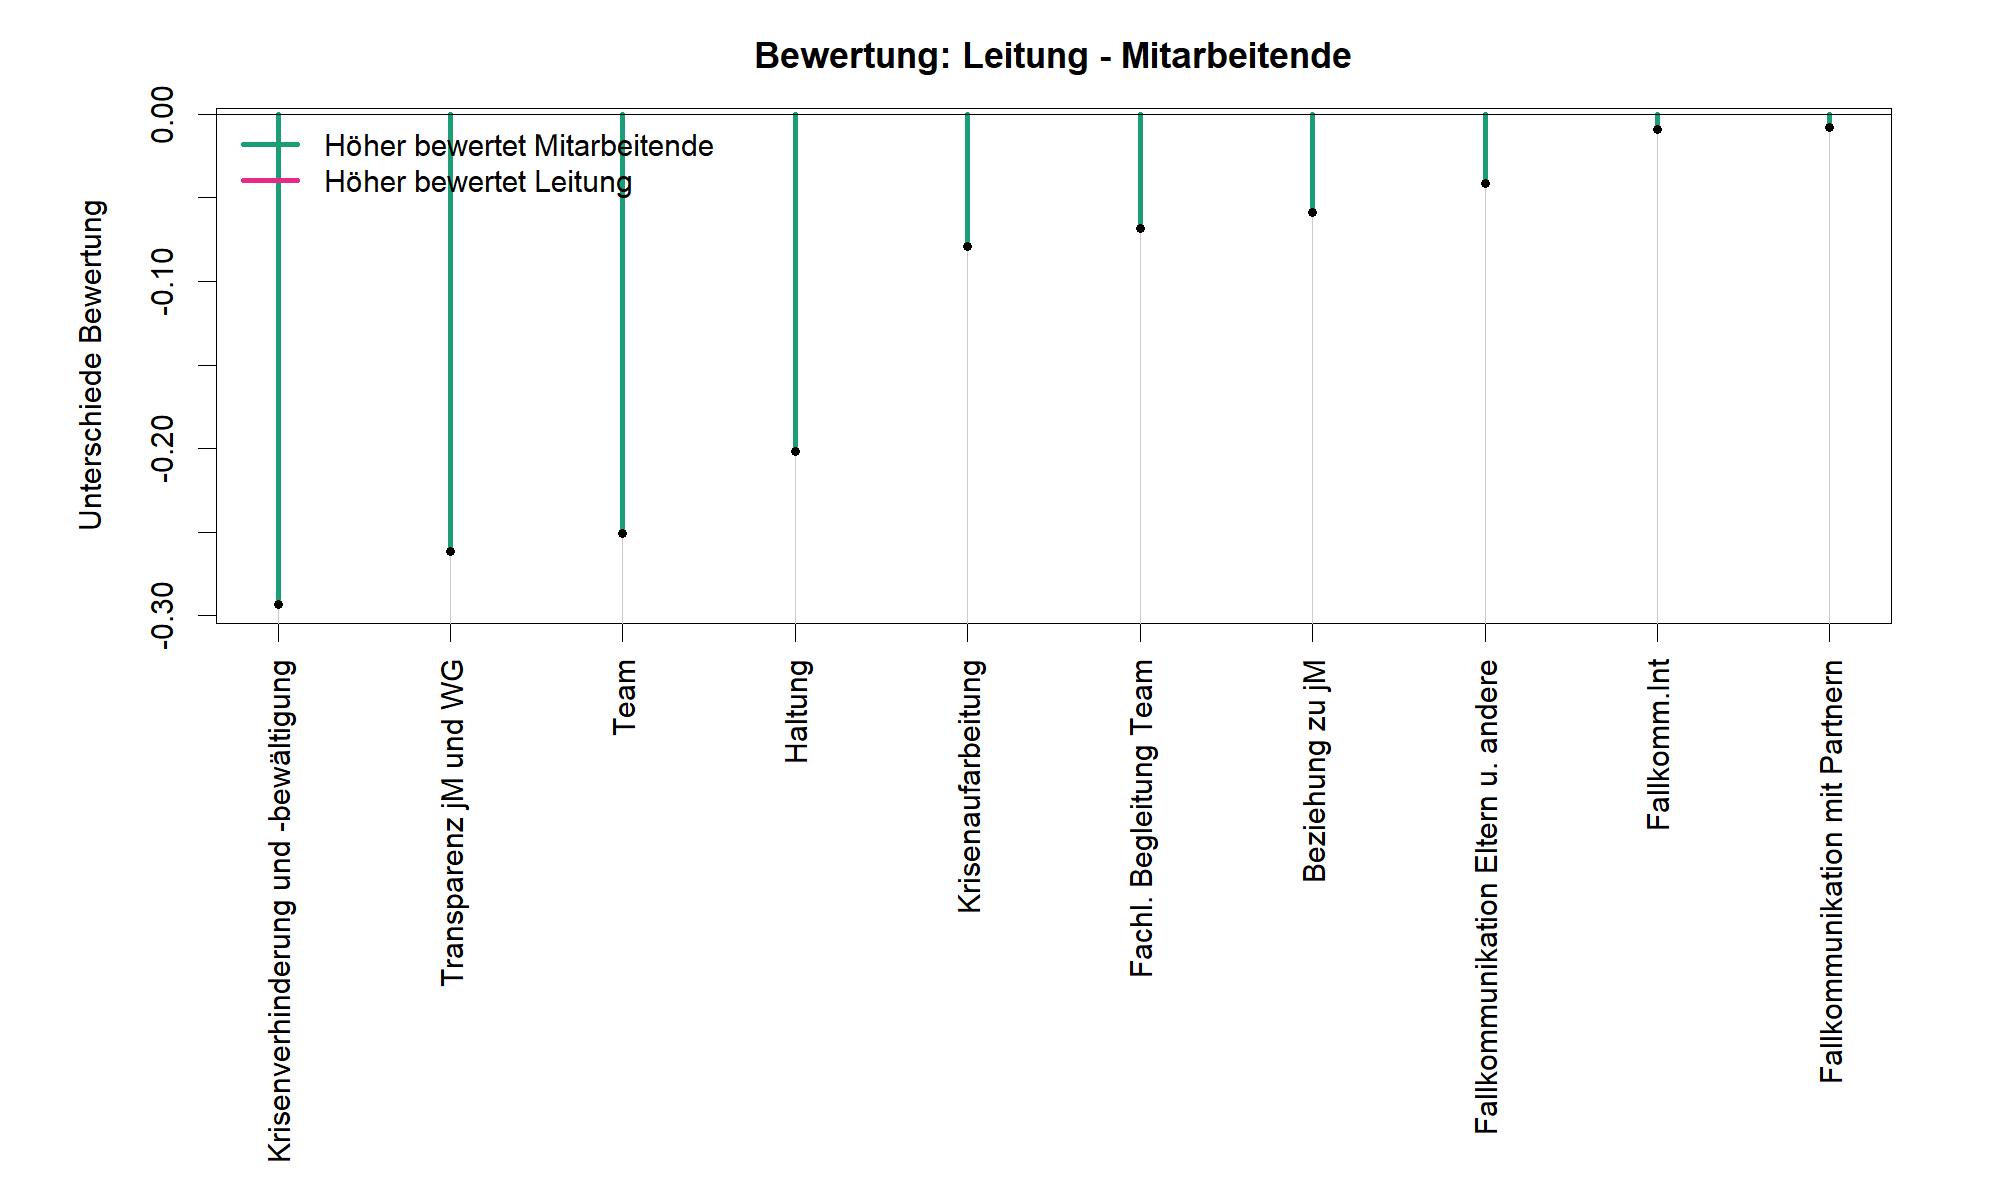 Bewertung: Leitung - Mitarbeitende
Höher bewertet Mitarbeitende
Höher bewertet Leitung
Unterschiede Bewertung
0.00
-0.10
-0.20
-0.30
Krisenverhinderung und -bewältigung
Transparenz jM und WG
Team
Haltung
Krisenaufarbeitung
Fachl. Begleitung Team
Beziehung zu jM
Fallkommunikation Eltern u. andere
Fallkomm.Int
Fallkommunikation mit Partnern